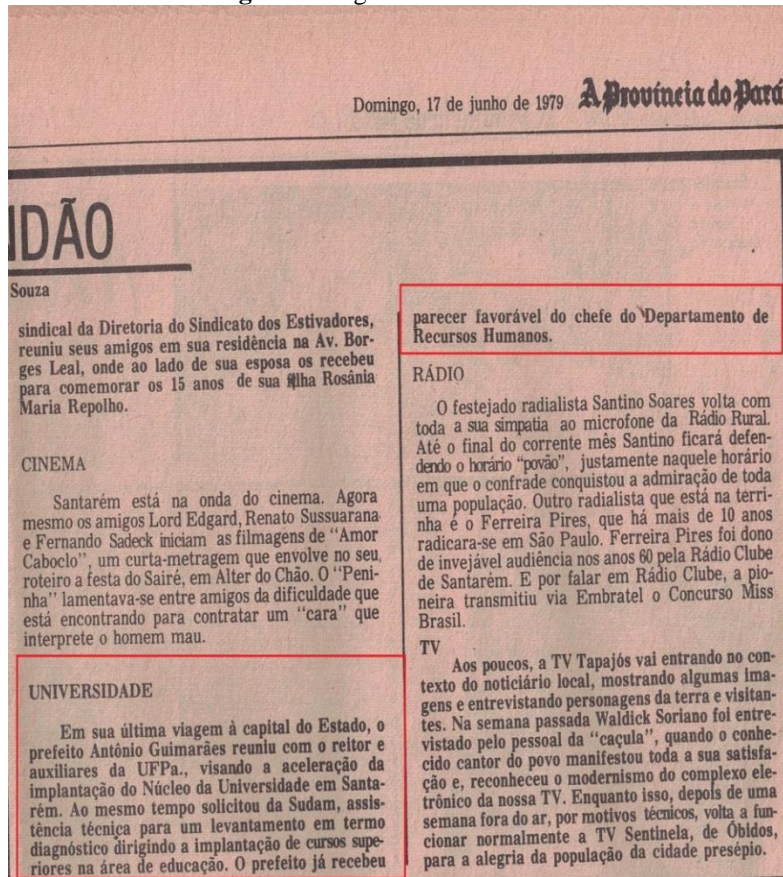 Domingo, 17 de junho de 1979 A Província do Pará
NDÃO
Souza
sindical da Diretoria do Sindicato dos Estivadores,
reuniu seus amigos em sua residência na Av. Bor-
ges Leal, onde ao lado de sua esposa os recebeu
para comemorar os 15 anos de sua filha Rosânia
Maria Repolho.
CINEMA
Santarém está na onda do cinema. Agora
mesmo os amigos Lord Edgard, Renato Sussuarana
e Fernando Sadeck iniciam as filmagens de “Amor
Caboclo”, um curta-metragem que envolve no seu
roteiro a festa do Sairé, em Alter do Chão. O “Peni-
nha” lamentava-se entre amigos da dificuldade que
está encontrando para contratar um “cara” que
interprete o homem mau.
UNIVERSIDADE
Em sua última viagem à capital do Estado, o
prefeito Antônio Guimarães reuniu com o reitor e
auxiliares da UFPa., visando a aceleração da
implantação do Núcleo da Universidade em Santa-
rém. Ao mesmo tempo solicitou da Sudam, assis-
tência técnica para um levantamento em termo
diagnóstico dirigindo a implantação de cursos supe-
riores na área de educação. O prefeito já recebeu
parecer favorável do chefe do Departamento de
Recursos Humanos.
RÁDIO
O festejado radialista Santino Soares volta com
toda a sua simpatia ao microfone da Rádio Rural.
Até o final do corrente mês Santino ficará defen-
dendo o horário “povão”, justamente naquele horário
em que o confrade conquistou a admiração de toda
uma população. Outro radialista que está na terri-
nha é o Ferreira Pires, que há mais de 10 anos
radicara-se em São Paulo. Ferreira Pires foi dono
de invejável audiência nos anos 60 pela Rádio Clube
de Santarém. E por falar em Rádio Clube, a pio-
neira transmitiu via Embratel o Concurso Miss
Brasil.
TV
Aos poucos, a TV Tapajós vai entrando no con-
texto do noticiário local, mostrando algumas ima-
gens e entrevistando personagens da terra e visitan-
tes. Na semana passada Waldick Soriano foi entre-
vistado pelo pessoal da “caçula”, quando o conhe-
cido cantor do povo manifestou toda a sua satisfa-
ção e, reconheceu o modernismo do complexo ele-
trônico da nossa TV. Enquanto isso, depois de uma
semana fora do ar, por motivos técnicos, volta a fun-
cionar normalmente a TV Sentinela, de Óbidos,
para a alegria da população da cidade presépio.